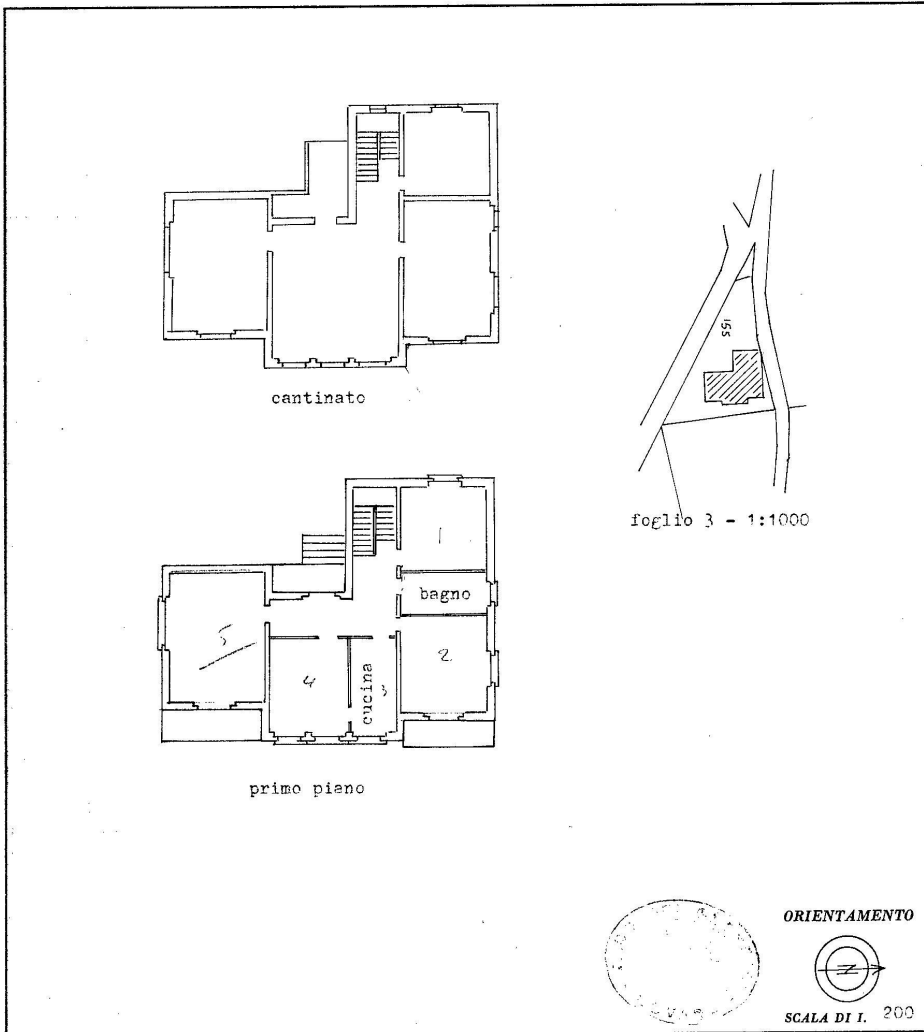 cantinato
155
foglio 3 - 1:1000
1
bagno
5
4
cucina
3
2
primo piano
ORIENTAMENTO
N
SCALA DI I. 200